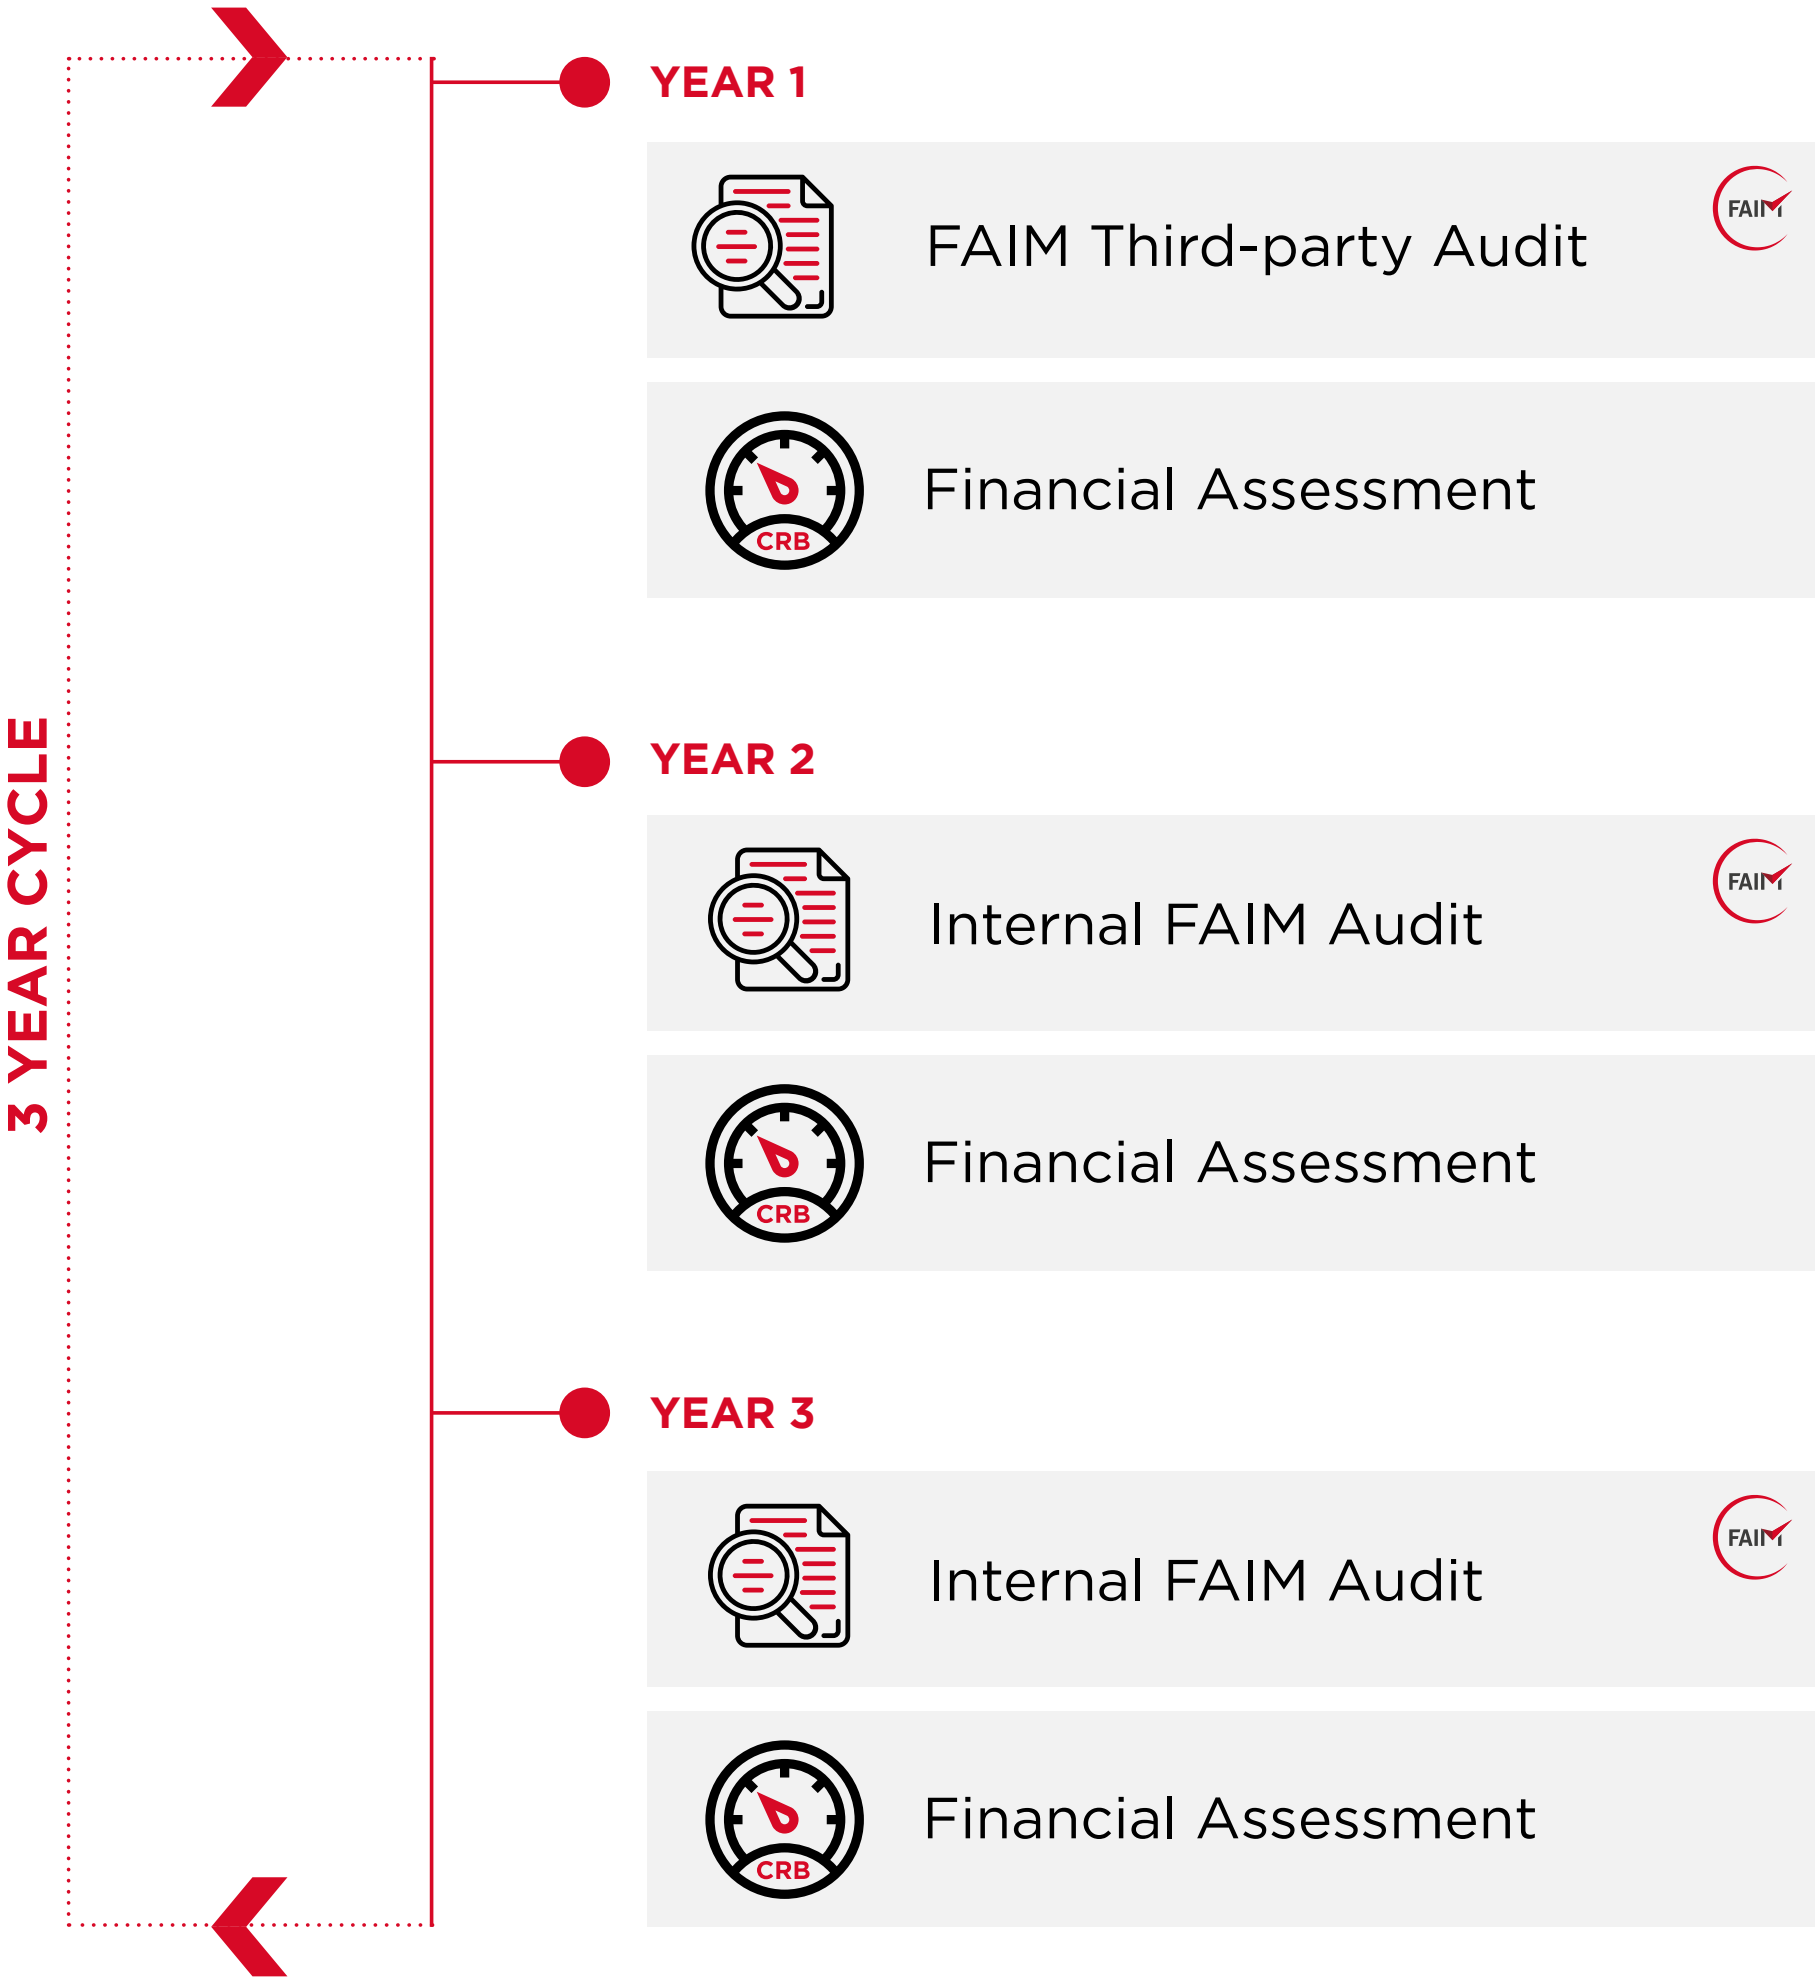 3 YEAR CYCLE
YEAR 1
FAIM Third-party Audit
FAIM
Financial Assessment
CRB
YEAR 2
Internal FAIM Audit
FAIM
Financial Assessment
CRB
YEAR 3
Internal FAIM Audit
FAIM
Financial Assessment
CRB